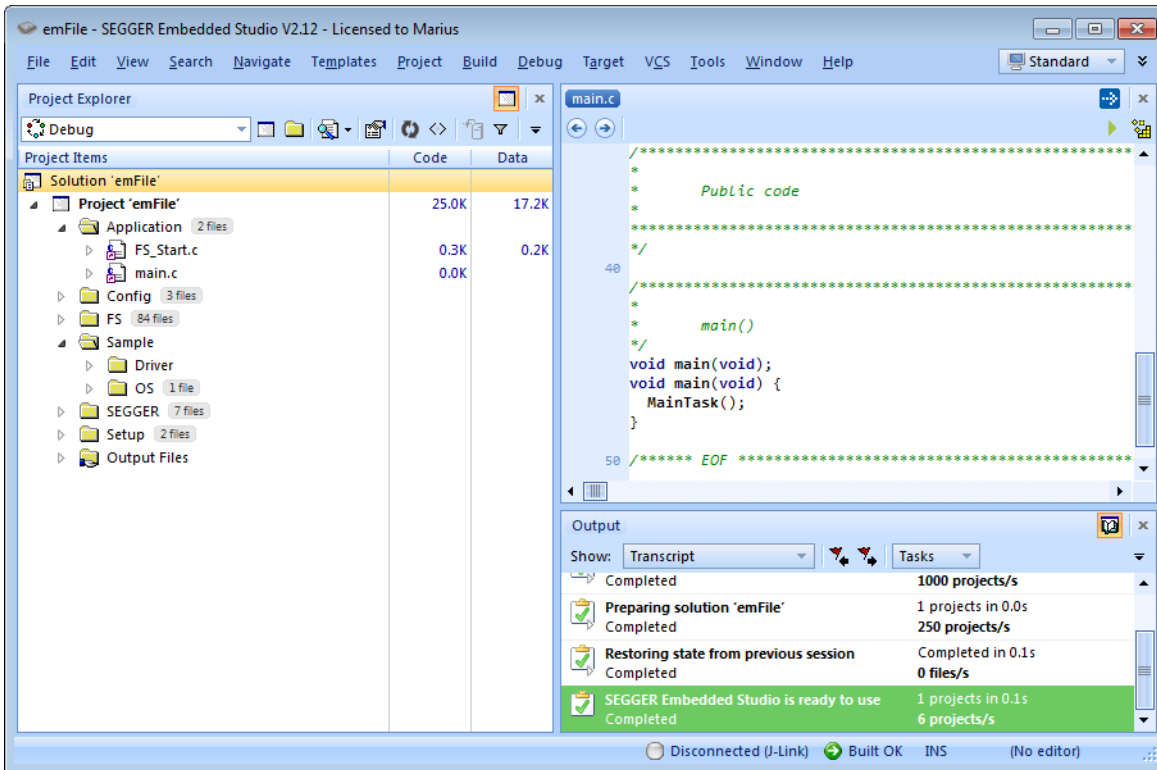 emFile - SEGGER Embedded Studio V2.12 - Licensed to Marius
File Edit View Search Navigate Templates Project Build Debug Target VCS Tools Window Help Standard
Project Explorer
Debug
Project Items Code Data
Solution 'emFile'
Project 'emFile' 25.0K 17.2K
Application 2 files
FS_Start.c 0.3K 0.2K
main.c 0.0K
Config 3 files
FS 84 files
Sample
Driver
OS 1 file
SEGGER 7 files
Setup 2 files
Output Files
main.c
/*******************************************************
*
*       Public code
*
********************************************************
*/
40
/*******************************************************
*
*       main()
*/
void main(void);
void main(void) {
  MainTask();
}
50 /****** EOF ********************************************
Output
Show: Transcript Tasks
Completed 1000 projects/s
Preparing solution 'emFile' 1 projects in 0.0s
Completed 250 projects/s
Restoring state from previous session Completed in 0.1s
Completed 0 files/s
SEGGER Embedded Studio is ready to use 1 projects in 0.1s
Completed 6 projects/s
Disconnected (J-Link) Built OK INS (No editor)